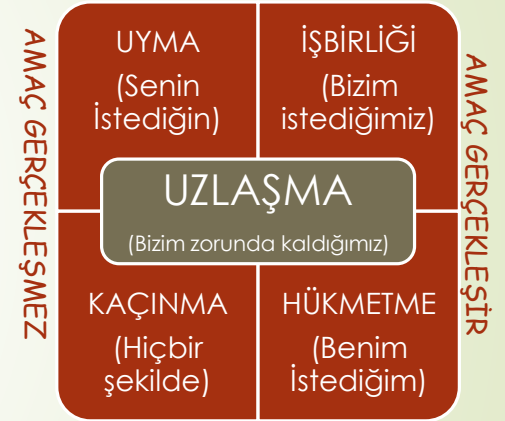 AMAÇ GERÇEKLEŞMEZ
UYMA
(Senin
İstediğin)
İŞBİRLİĞİ
(Bizim
istediğimiz)
UZLAŞMA
(Bizim zorunda kaldığımız)
KAÇINMA
(Hiçbir
şekilde)
HÜKMETME
(Benim
İstediğim)
AMAÇ GERÇEKLEŞİR